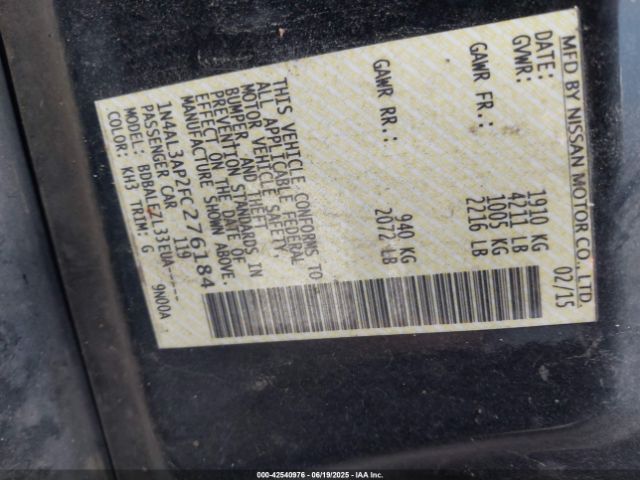 MFD BY NISSAN MOTOR CO., LTD.
DATE: 02/15
GVWR: 1910 KG
4211 LB
GAWR FR.: 1005 KG
2216 LB
GAWR RR.: 940 KG
2072 LB
THIS VEHICLE CONFORMS TO
ALL APPLICABLE FEDERAL
MOTOR VEHICLE SAFETY,
BUMPER, AND THEFT
PREVENTION STANDARDS IN
EFFECT ON THE DATE OF
MANUFACTURE SHOWN ABOVE.
1N4AL3AP2FC276184
PASSENGER CAR 119
MODEL: BDBALEZL33EUA-----
COLOR: KH3 TRIM: G 9N00A
000-42540976 - 06/19/2025 - IAA Inc.